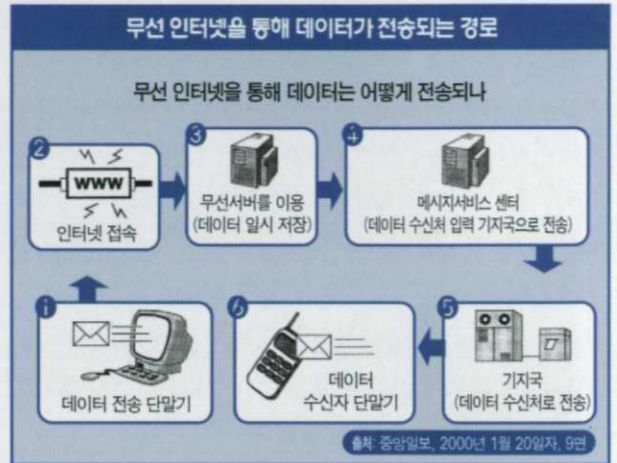 무선 인터넷을 통해 데이터가 전송되는 경로
무선 인터넷을 통해 데이터는 어떻게 전송되나
2
WWW
인터넷 접속
3
무선서버를 이용
(데이터 일시 저장)
4
메시지서비스 센터
(데이터 수신처 입력 기지국으로 전송)
1
데이터 전송 단말기
6
데이터
수신자 단말기
5
기지국
(데이터 수신처로 전송)
출처: 중앙일보, 2000년 1월 20일자, 9면